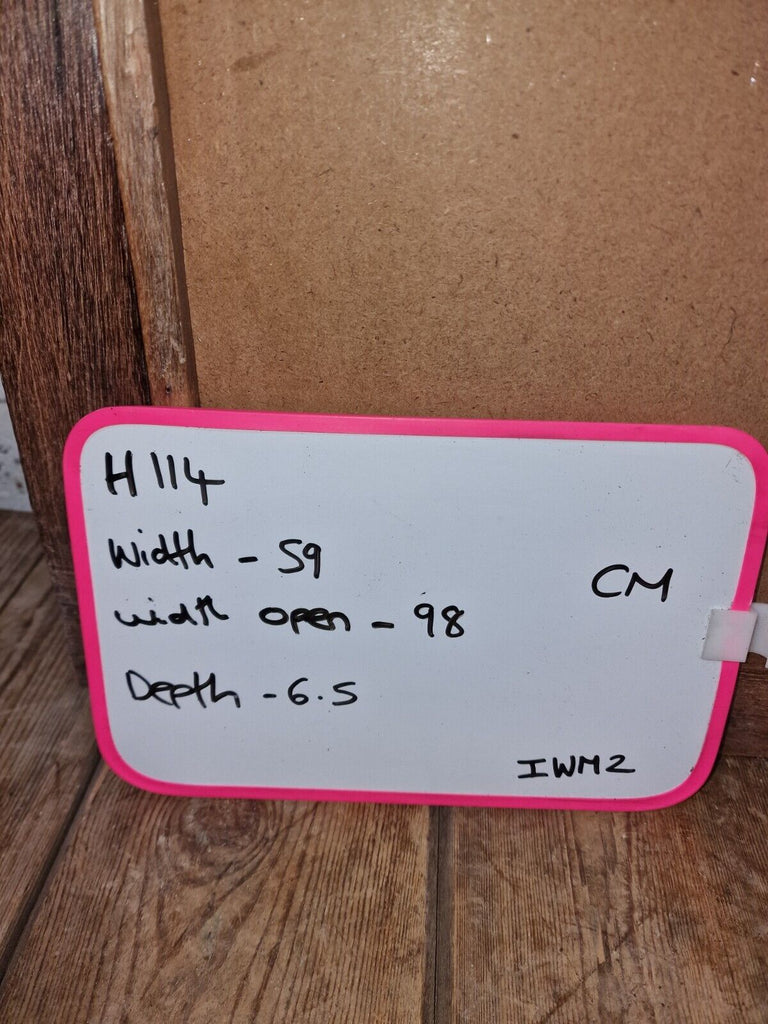 H 114
Width - 59
CM
width open - 98
Depth - 6.5
IWM2